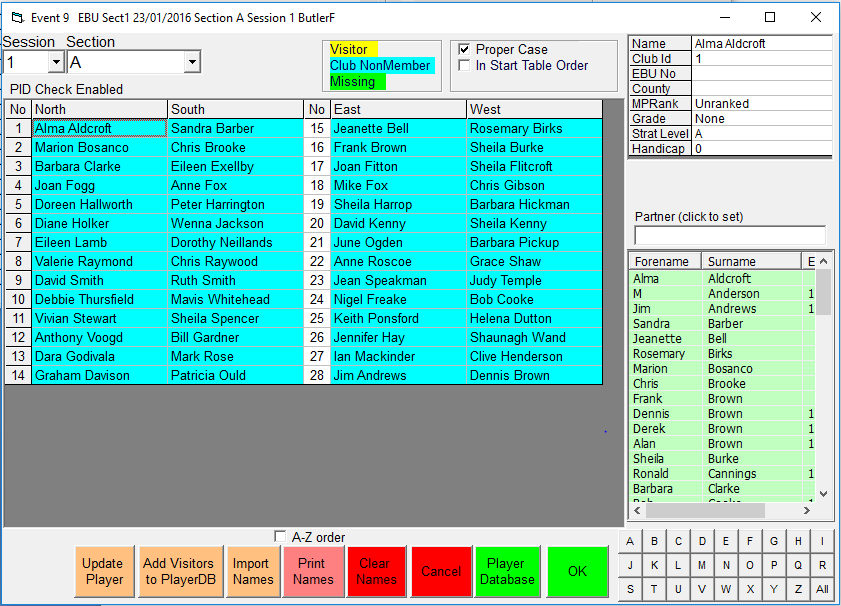 Event 9 EBU Sect1 23/01/2016 Section A Session 1 ButlerF
Session Section
1 A
PID Check Enabled
Visitor
Club NonMember
Missing
Proper Case
In Start Table Order
Name Alma Aldcroft
Club Id 1
EBU No
County
MPRank Unranked
Grade None
Strat Level A
Handicap 0
No North South No East West
1 Alma Aldcroft Sandra Barber 15 Jeanette Bell Rosemary Birks
2 Marion Bosanco Chris Brooke 16 Frank Brown Sheila Burke
3 Barbara Clarke Eileen Exellby 17 Joan Fitton Sheila Flitcroft
4 Joan Fogg Anne Fox 18 Mike Fox Chris Gibson
5 Doreen Hallworth Peter Harrington 19 Sheila Harrop Barbara Hickman
6 Diane Holker Wenna Jackson 20 David Kenny Sheila Kenny
7 Eileen Lamb Dorothy Neillands 21 June Ogden Barbara Pickup
8 Valerie Raymond Chris Raywood 22 Anne Roscoe Grace Shaw
9 David Smith Ruth Smith 23 Jean Speakman Judy Temple
10 Debbie Thursfield Mavis Whitehead 24 Nigel Freake Bob Cooke
11 Vivian Stewart Sheila Spencer 25 Keith Ponsford Helena Dutton
12 Anthony Voogd Bill Gardner 26 Jennifer Hay Shaunagh Wand
13 Dara Godivala Mark Rose 27 Ian Mackinder Clive Henderson
14 Graham Davison Patricia Ould 28 Jim Andrews Dennis Brown
Partner (click to set)
Forename Surname E
Alma Aldcroft
M Anderson 1
Jim Andrews 1
Sandra Barber
Jeanette Bell
Rosemary Birks
Marion Bosanco
Chris Brooke
Frank Brown
Dennis Brown 1
Derek Brown 1
Alan Brown 1
Sheila Burke
Ronald Cannings 1
Barbara Clarke
A-Z order
Update Player
Add Visitors to PlayerDB
Import Names
Print Names
Clear Names
Cancel
Player Database
OK
A B C D E F G H I
J K L M N O P Q R
S T U V W X Y Z All